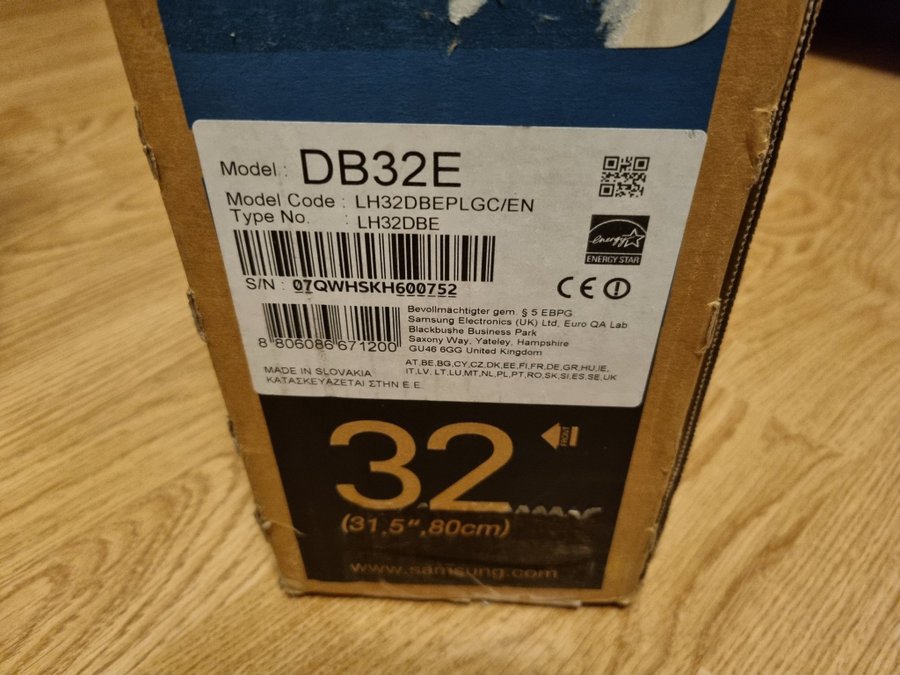 Model : DB32E
Model Code : LH32DBEPLGC/EN
Type No. : LH32DBE
S/N : 07QWHSKH600752
energy
ENERGY STAR
CE
8 806086 671200
Bevollmächtigter gem. § 5 EBPG
Samsung Electronics (UK) Ltd, Euro QA Lab
Blackbushe Business Park
Saxony Way, Yateley, Hampshire
GU46 6GG United Kingdom
MADE IN SLOVAKIA
ΚΑΤΑΣΚΕΥΑΖΕΤΑΙ ΣΤΗΝ Ε.Ε.
AT,BE,BG,CY,CZ,DK,EE,FI,FR,DE,GR,HU,IE,
IT,LV, LT,LU,MT,NL,PL,PT,RO,SK,SI,ES,SE,UK
32
FRONT
(31.5",80cm)
www.samsung.com